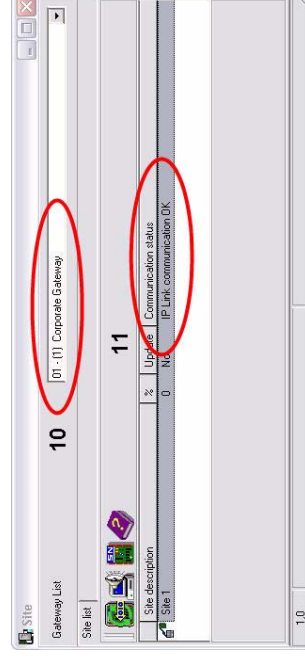 Site
Gateway List 10 01 - (1) Corporate Gateway
Site list
SN ? 11
Site description % Update Communication status
Site 1 0 No IP Link communication OK
1.0